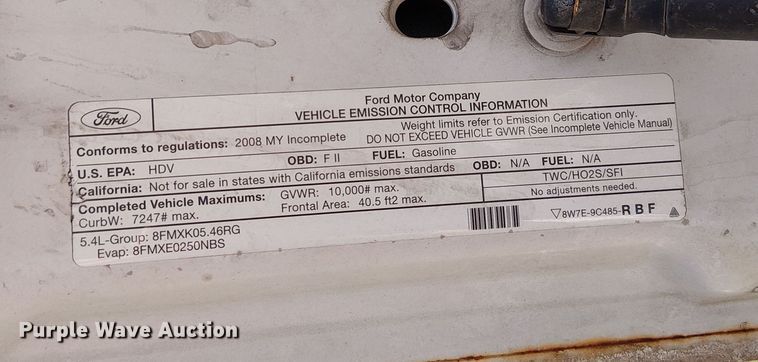 Ford
Ford Motor Company
VEHICLE EMISSION CONTROL INFORMATION
Conforms to regulations: 2008 MY Incomplete
Weight limits refer to Emission Certification only.
DO NOT EXCEED VEHICLE GVWR (See Incomplete Vehicle Manual)
U.S. EPA: HDV OBD: F II FUEL: Gasoline
California: Not for sale in states with California emissions standards OBD: N/A FUEL: N/A
Completed Vehicle Maximums: GVWR: 10,000# max.
CurbW: 7247# max. Frontal Area: 40.5 ft2 max.
TWC/HO2S/SFI
No adjustments needed.
5.4L-Group: 8FMXK05.46RG
Evap: 8FMXE0250NBS
▽8W7E-9C485-RBF
Purple Wave Auction